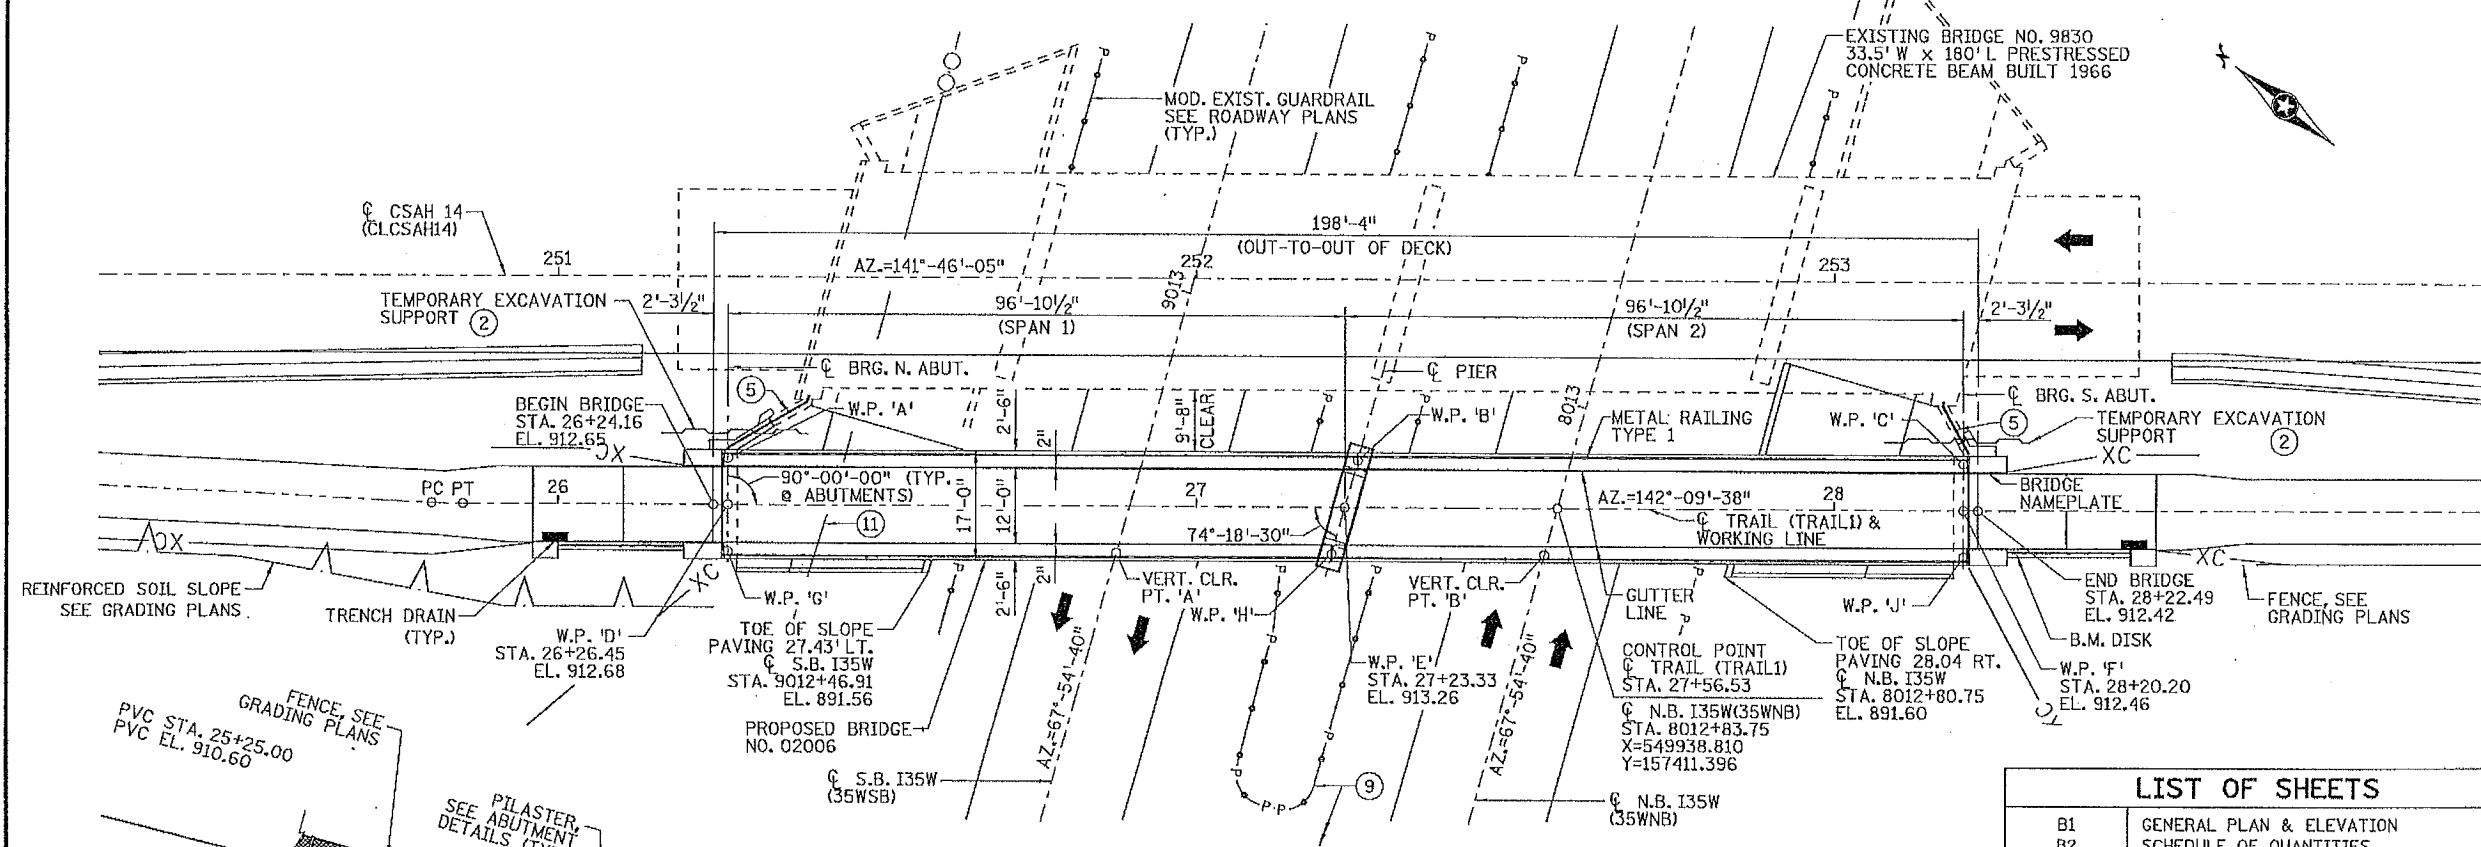 EXISTING BRIDGE NO. 9830
33.5' W x 180' L PRESTRESSED
CONCRETE BEAM BUILT 1966
MOD. EXIST. GUARDRAIL
SEE ROADWAY PLANS
(TYP.)
℄ CSAH 14
(CLCSAH14)
251
AZ.=141°-46'-05"
252
198'-4"
(OUT-TO-OUT OF DECK)
253
9013
TEMPORARY EXCAVATION
SUPPORT 2
2'-3½"
96'-10½"
(SPAN 1)
96'-10½"
(SPAN 2)
2'-3½"
℄ BRG. N. ABUT.
℄ PIER
℄ BRG. S. ABUT.
5
W.P. 'A'
2'-6"
2"
9'-8"
CLEAR
W.P. 'B'
8013
METAL RAILING
TYPE 1
W.P. 'C'
5
TEMPORARY EXCAVATION
SUPPORT
2
BEGIN BRIDGE
STA. 26+24.16
EL. 912.65
XC
XC
PC PT
26
90°-00'-00" (TYP.
@ ABUTMENTS)
11
17'-0"
12'-0"
27
74°-18'-30"
AZ.=142°-09'-38"
28
℄ TRAIL (TRAIL1) &
WORKING LINE
BRIDGE
NAMEPLATE
XC
XC
XC
REINFORCED SOIL SLOPE
SEE GRADING PLANS
TRENCH DRAIN
(TYP.)
W.P. 'D'
STA. 26+26.45
EL. 912.68
W.P. 'G'
2'-6"
2"
VERT. CLR.
PT. 'A'
W.P. 'H'
VERT. CLR.
PT. 'B'
GUTTER
LINE
W.P. 'J'
END BRIDGE
STA. 28+22.49
EL. 912.42
FENCE, SEE
GRADING PLANS
B.M. DISK
W.P. 'F'
STA. 28+20.20
EL. 912.46
TOE OF SLOPE
PAVING 27.43' LT.
℄ S.B. I35W
STA. 9012+46.91
EL. 891.56
PROPOSED BRIDGE
NO. 02006
AZ.=67°-54'-40"
℄ S.B. I35W
(35WSB)
W.P. 'E'
STA. 27+23.33
EL. 913.26
9
AZ.=67°-54'-40"
CONTROL POINT
℄ TRAIL (TRAIL1)
STA. 27+56.53
℄ N.B. I35W(35WNB)
STA. 8012+83.75
X=549938.810
Y=157411.396
℄ N.B. I35W
(35WNB)
TOE OF SLOPE
PAVING 28.04 RT.
℄ N.B. I35W
STA. 8012+80.75
EL. 891.60
FENCE, SEE
GRADING PLANS
PVC STA. 25+25.00
PVC EL. 910.60
PILASTER,
SEE ABUTMENT
DETAILS
LIST OF SHEETS
B1 GENERAL PLAN & ELEVATION
B2 SCHEDULE OF QUANTITIES